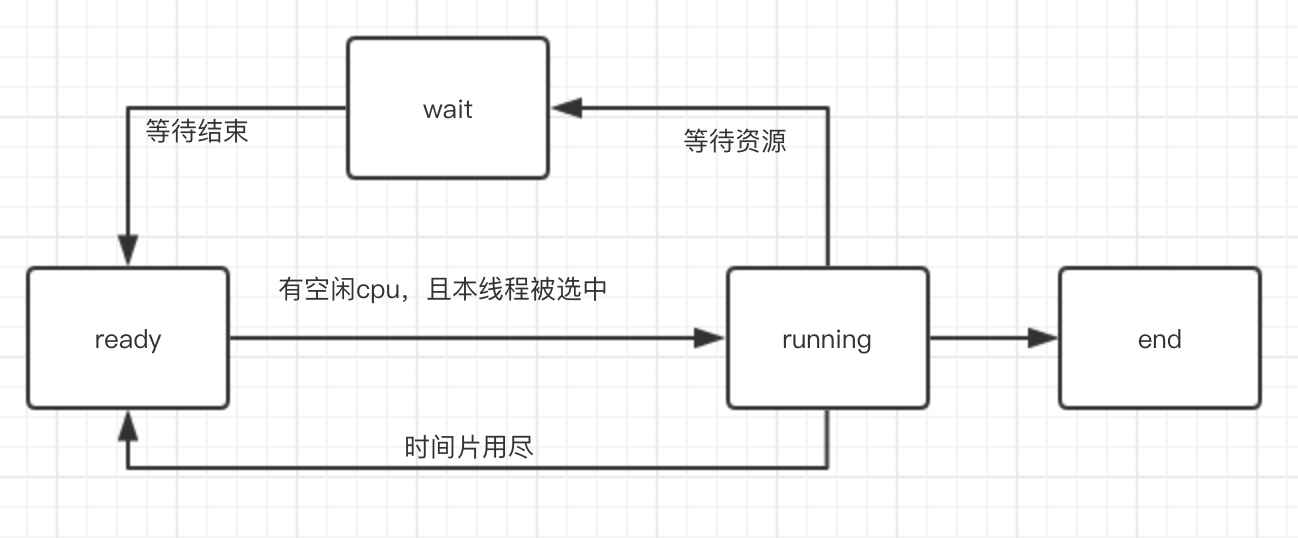 wait
等待结束
等待资源
有空闲cpu，且本线程被选中
ready
running
end
时间片用尽